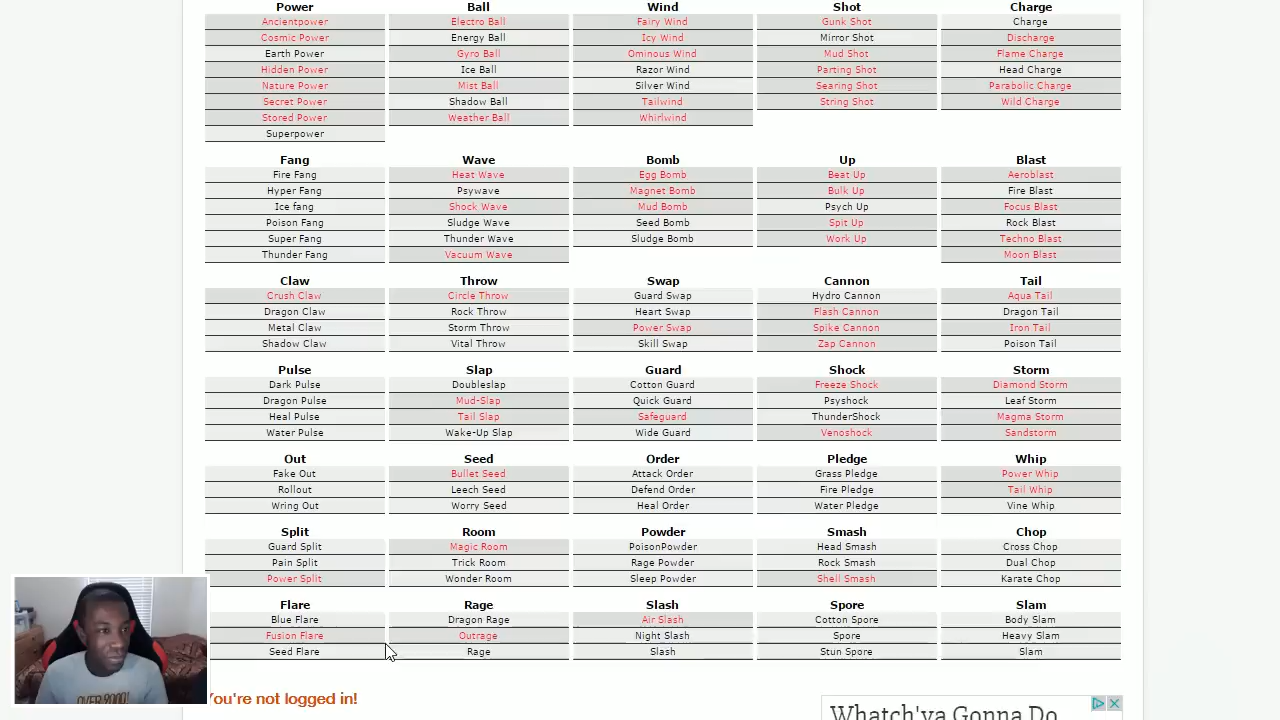 Power Ball Wind Shot Charge
Ancientpower Electro Ball Fairy Wind Gunk Shot Charge
Cosmic Power Energy Ball Icy Wind Mirror Shot Discharge
Earth Power Gyro Ball Ominous Wind Mud Shot Flame Charge
Hidden Power Ice Ball Razor Wind Parting Shot Head Charge
Nature Power Mist Ball Silver Wind Searing Shot Parabolic Charge
Secret Power Shadow Ball Tailwind String Shot Wild Charge
Stored Power Weather Ball Whirlwind
Superpower
Fang Wave Bomb Up Blast
Fire Fang Heat Wave Egg Bomb Beat Up Aeroblast
Hyper Fang Psywave Magnet Bomb Bulk Up Fire Blast
Ice fang Shock Wave Mud Bomb Psych Up Focus Blast
Poison Fang Sludge Wave Seed Bomb Spit Up Rock Blast
Super Fang Thunder Wave Sludge Bomb Work Up Techno Blast
Thunder Fang Vacuum Wave Moon Blast
Claw Throw Swap Cannon Tail
Crush Claw Circle Throw Guard Swap Hydro Cannon Aqua Tail
Dragon Claw Rock Throw Heart Swap Flash Cannon Dragon Tail
Metal Claw Storm Throw Power Swap Spike Cannon Iron Tail
Shadow Claw Vital Throw Skill Swap Zap Cannon Poison Tail
Pulse Slap Guard Shock Storm
Dark Pulse Doubleslap Cotton Guard Freeze Shock Diamond Storm
Dragon Pulse Mud-Slap Quick Guard Psyshock Leaf Storm
Heal Pulse Tail Slap Safeguard ThunderShock Magma Storm
Water Pulse Wake-Up Slap Wide Guard Venoshock Sandstorm
Out Seed Order Pledge Whip
Fake Out Bullet Seed Attack Order Grass Pledge Power Whip
Rollout Leech Seed Defend Order Fire Pledge Tail Whip
Wring Out Worry Seed Heal Order Water Pledge Vine Whip
Split Room Powder Smash Chop
Guard Split Magic Room PoisonPowder Head Smash Cross Chop
Pain Split Trick Room Rage Powder Rock Smash Dual Chop
Power Split Wonder Room Sleep Powder Shell Smash Karate Chop
Flare Rage Slash Spore Slam
Blue Flare Dragon Rage Air Slash Cotton Spore Body Slam
Fusion Flare Outrage Night Slash Spore Heavy Slam
Seed Flare Rage Slash Stun Spore Slam
You're not logged in!
Whatch'ya Gonna Do
OVER 9000!